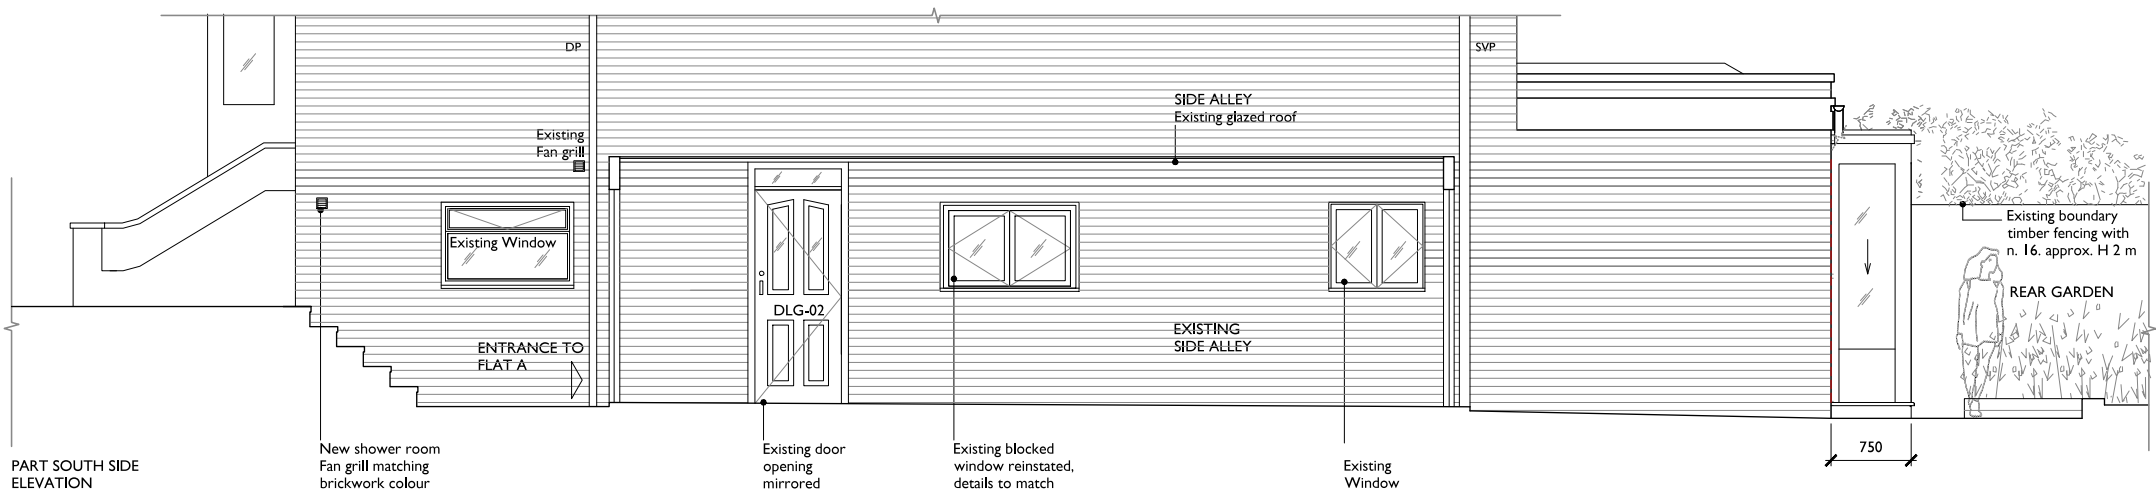 DP
SVP
SIDE ALLEY
Existing glazed roof
Existing
Fan grill
Existing Window
Existing boundary
timber fencing with
n. 16. approx. H 2 m
REAR GARDEN
DLG-02
EXISTING
SIDE ALLEY
ENTRANCE TO
FLAT A
New shower room
Fan grill matching
brickwork colour
Existing door
opening
mirrored
Existing blocked
window reinstated,
details to match
Existing
Window
750
PART SOUTH SIDE
ELEVATION